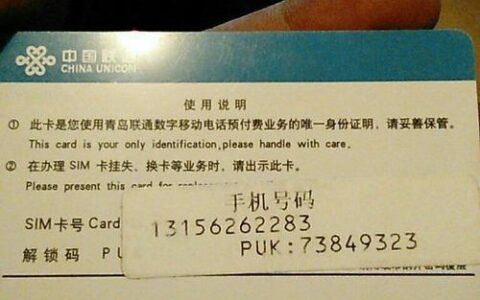 中国联通
CHINA UNICOM
使用说明
① 此卡是您使用青岛联通数字移动电话预付费业务的唯一身份证明，请妥善保管。
This card is your only identification,please handle with care.
② 在办理 SIM 卡挂失、换卡等业务时，请出示此卡。
Please present this card for
手机号码
SIM卡号 Card
13156262283
解锁码 PU
PUK:73849323